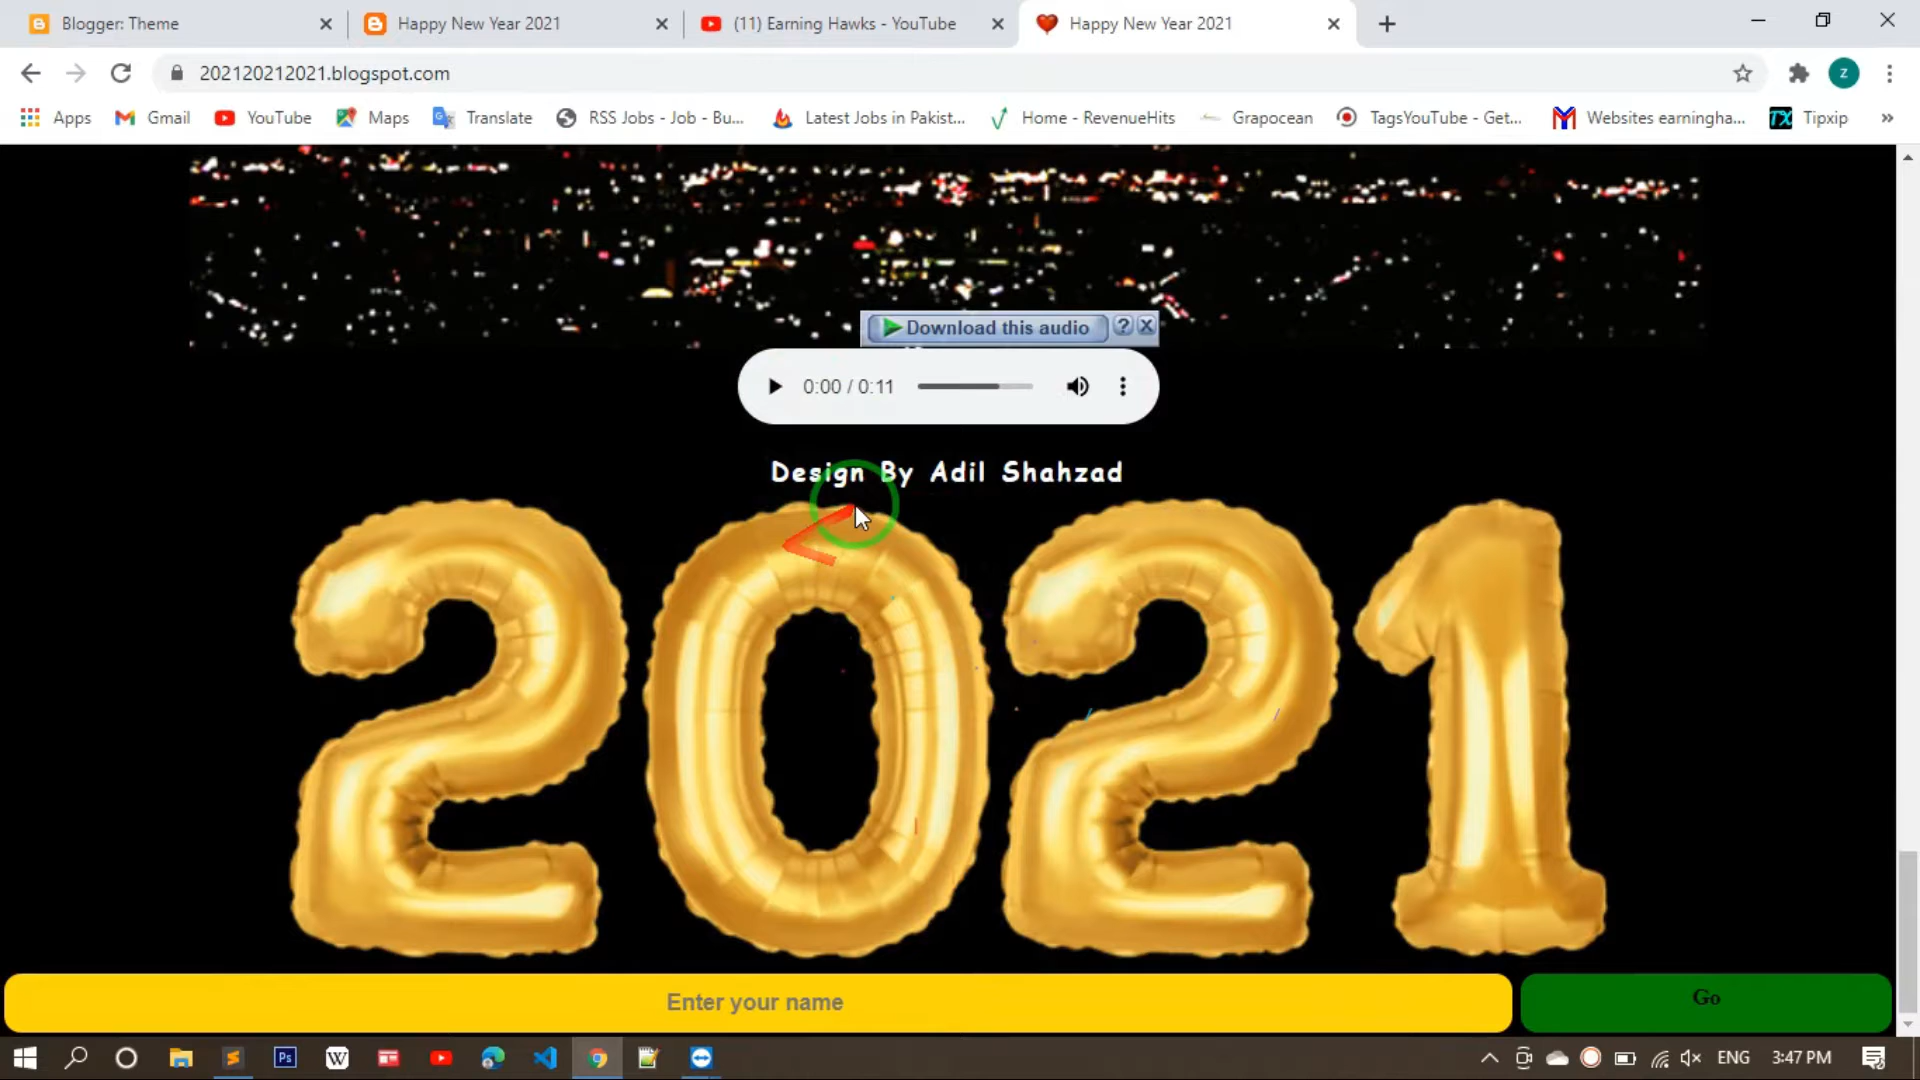 Blogger: Theme
Happy New Year 2021
(11) Earning Hawks - YouTube
Happy New Year 2021
202120212021.blogspot.com
z
Apps
Gmail
YouTube
Maps
Translate
RSS Jobs - Job - Bu...
Latest Jobs in Pakist...
Home - RevenueHits
Grapocean
TagsYouTube - Get...
Websites earningha...
TX Tipxip
Download this audio ?
0:00 / 0:11
Design By Adil Shahzad
2021
Enter your name
Go
Ps
W
ENG
3:47 PM